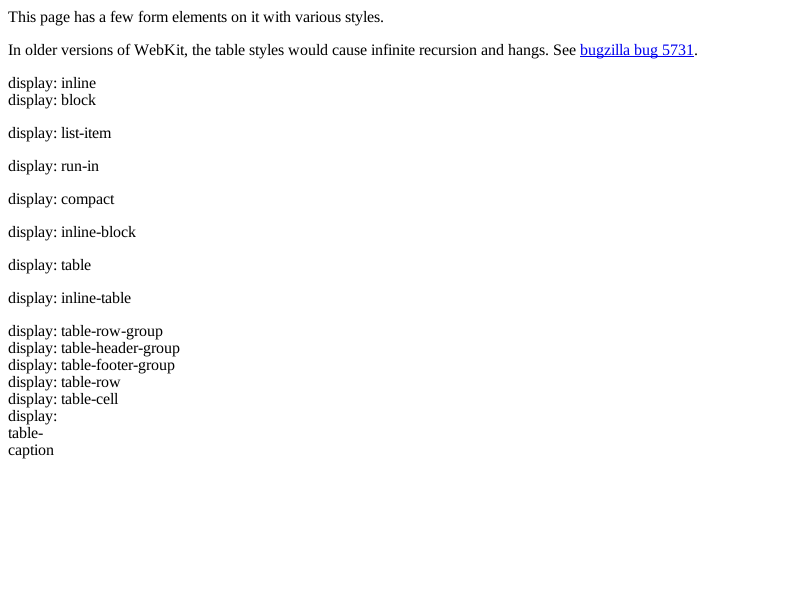 This page has a few form elements on it with various styles.
In older versions of WebKit, the table styles would cause infinite recursion and hangs. See bugzilla bug 5731.
display: inline
display: block
display: list-item
display: run-in
display: compact
display: inline-block
display: table
display: inline-table
display: table-row-group
display: table-header-group
display: table-footer-group
display: table-row
display: table-cell
display:
table-
caption